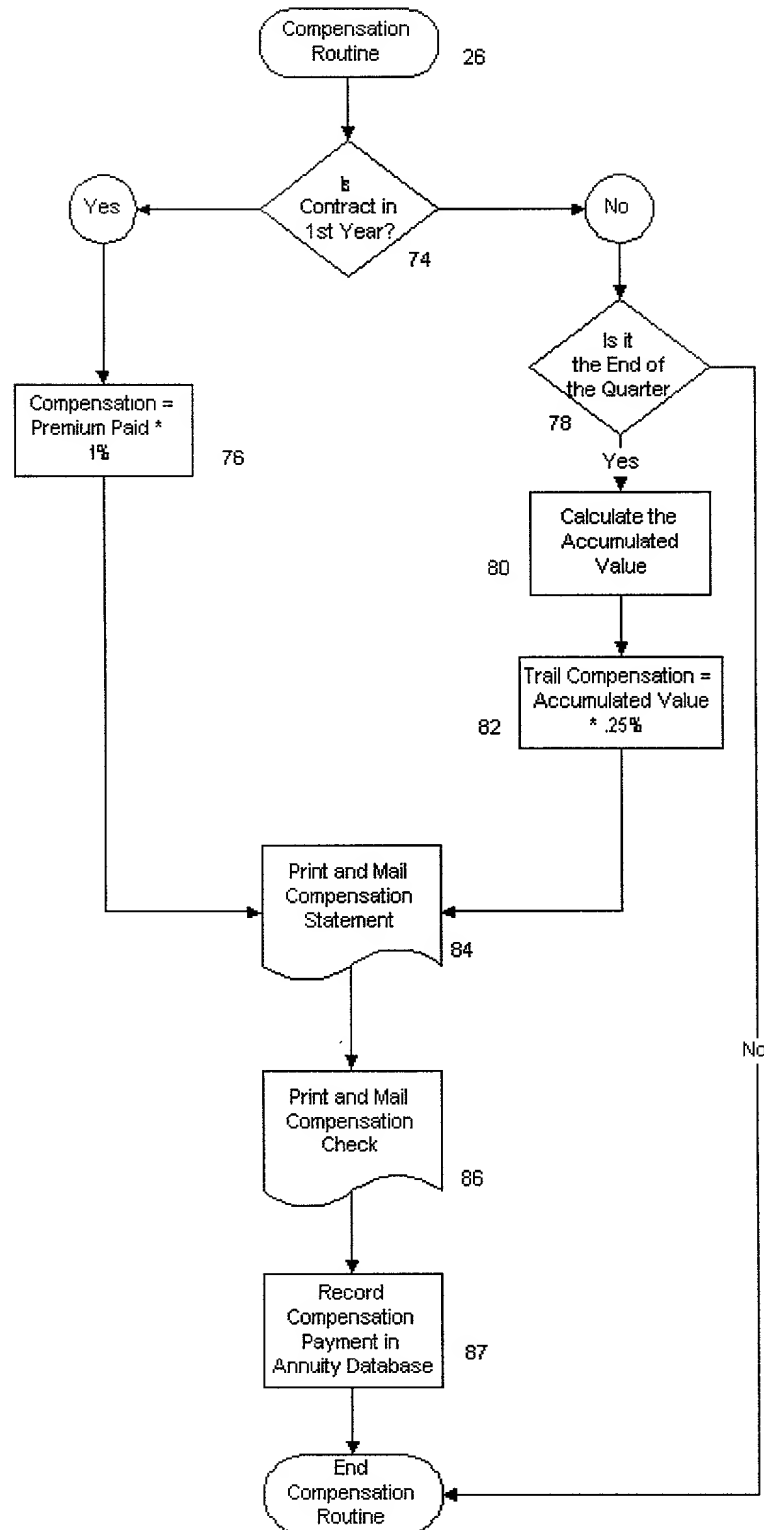 Compensation
Routine
26
Is
Contract in
1st Year?
74
Yes
No
Is it
the End of
the Quarter
78
Yes
Compensation =
Premium Paid *
1%
76
Calculate the
Accumulated
Value
80
Trail Compensation =
Accumulated Value
* .25%
82
Print and Mail
Compensation
Statement
84
No
Print and Mail
Compensation
Check
86
Record
Compensation
Payment in
Annuity Database
87
End
Compensation
Routine